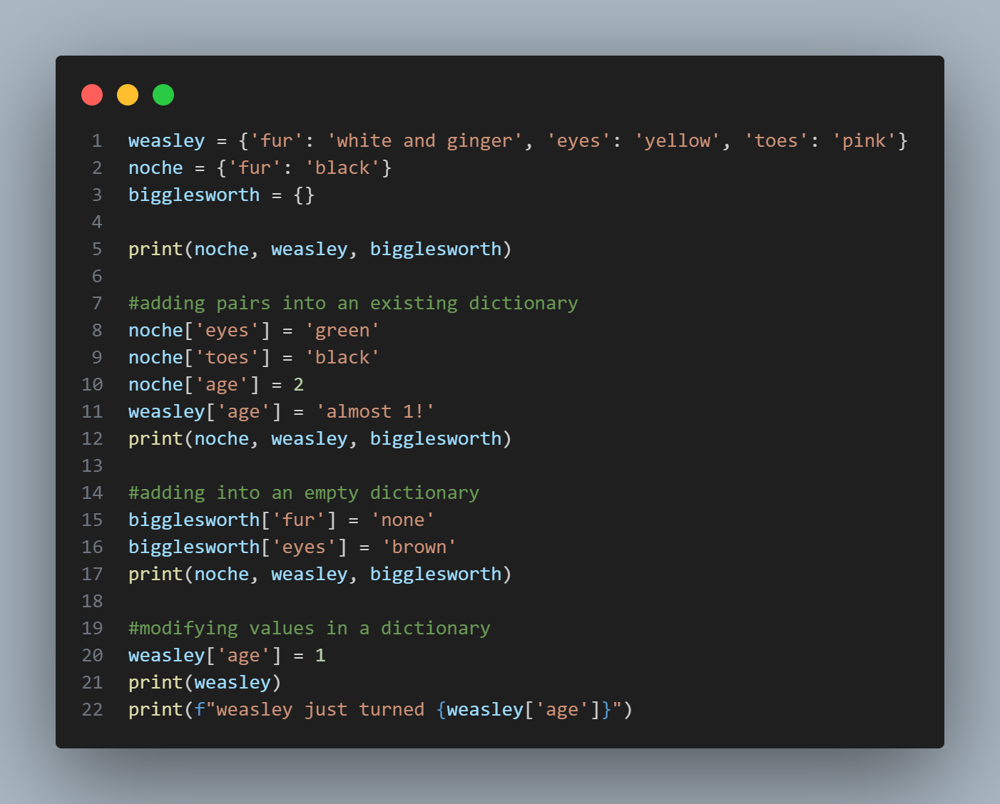 1 weasley = {'fur': 'white and ginger', 'eyes': 'yellow', 'toes': 'pink'}
2 noche = {'fur': 'black'}
3 bigglesworth = {}
4
5 print(noche, weasley, bigglesworth)
6
7 #adding pairs into an existing dictionary
8 noche['eyes'] = 'green'
9 noche['toes'] = 'black'
10 noche['age'] = 2
11 weasley['age'] = 'almost 1!'
12 print(noche, weasley, bigglesworth)
13
14 #adding into an empty dictionary
15 bigglesworth['fur'] = 'none'
16 bigglesworth['eyes'] = 'brown'
17 print(noche, weasley, bigglesworth)
18
19 #modifying values in a dictionary
20 weasley['age'] = 1
21 print(weasley)
22 print(f"weasley just turned {weasley['age']}")